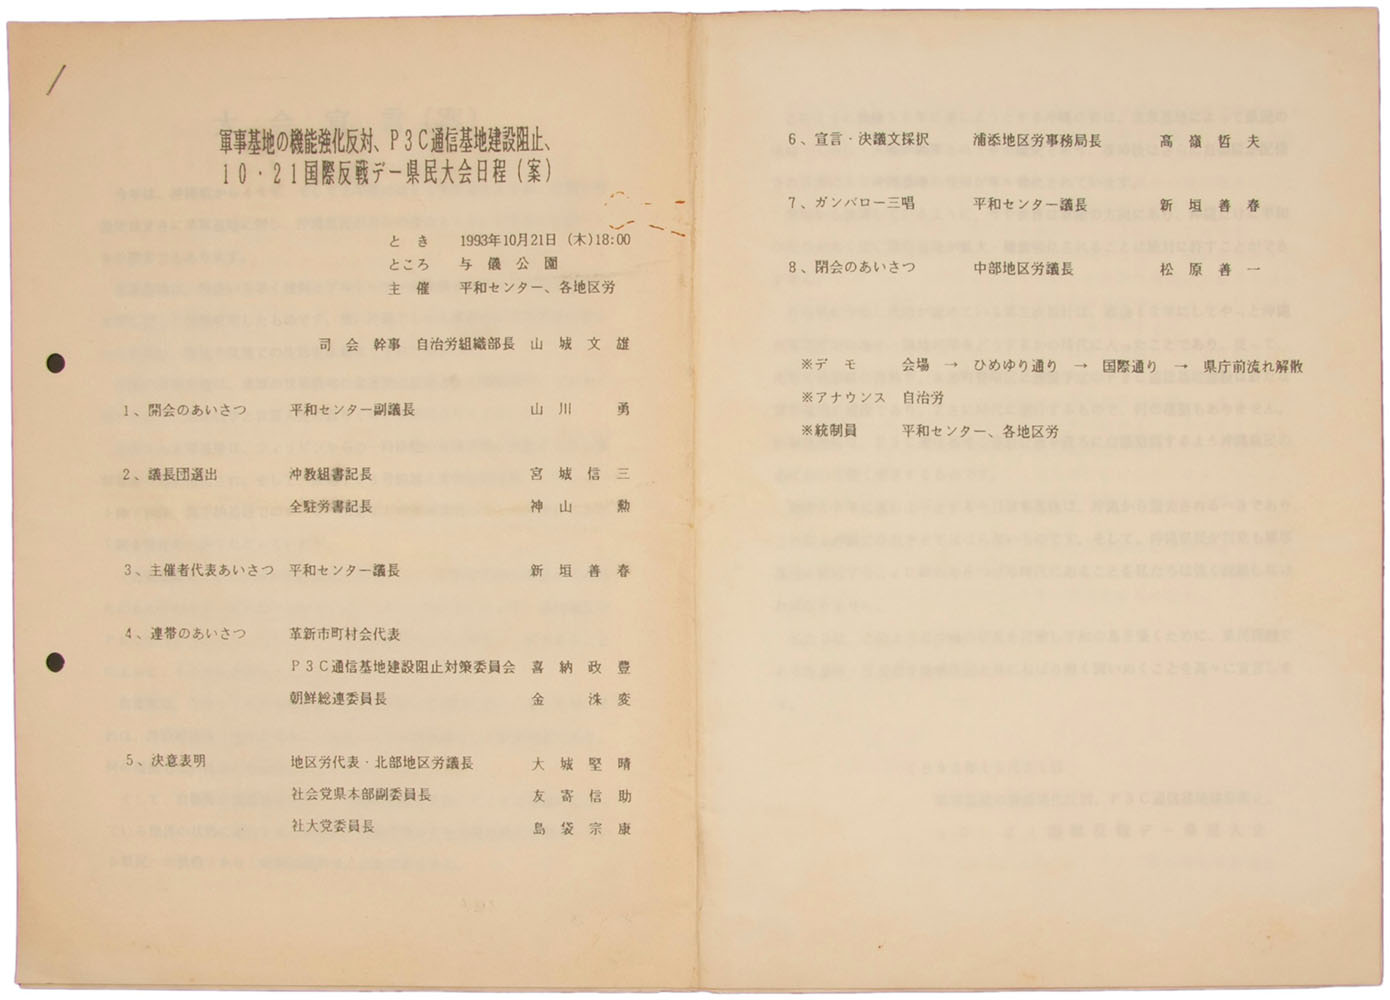 軍事基地の機能強化反対、P3C通信基地建設阻止、
10・21国際反戦デー県民大会日程(案)
とき 1993年10月21日(木)18:00
ところ 与儀公園
主催 平和センター、各地区労
司会 幹事 自治労組織部長 山城文雄
1、開会のあいさつ 平和センター副議長 山川勇
2、議長団選出 沖教組書記長 宮城信三
全駐労書記長 神山勲
3、主催者代表あいさつ 平和センター議長 新垣善春
4、連帯のあいさつ 革新市町村会代表
P3C通信基地建設阻止対策委員会 喜納政豊
朝鮮総連委員長 金洙変
5、決意表明 地区労代表・北部地区労議長 大城堅晴
社会党県本部副委員長 友寄信助
社大党委員長 島袋宗康
6、宣言・決議文採択 浦添地区労事務局長 高嶺哲夫
7、ガンバロー三唱 平和センター議長 新垣善春
8、閉会のあいさつ 中部地区労議長 松原善一
※デモ 会場 → ひめゆり通り → 国際通り → 県庁前流れ解散
※アナウンス 自治労
※統制員 平和センター、各地区労